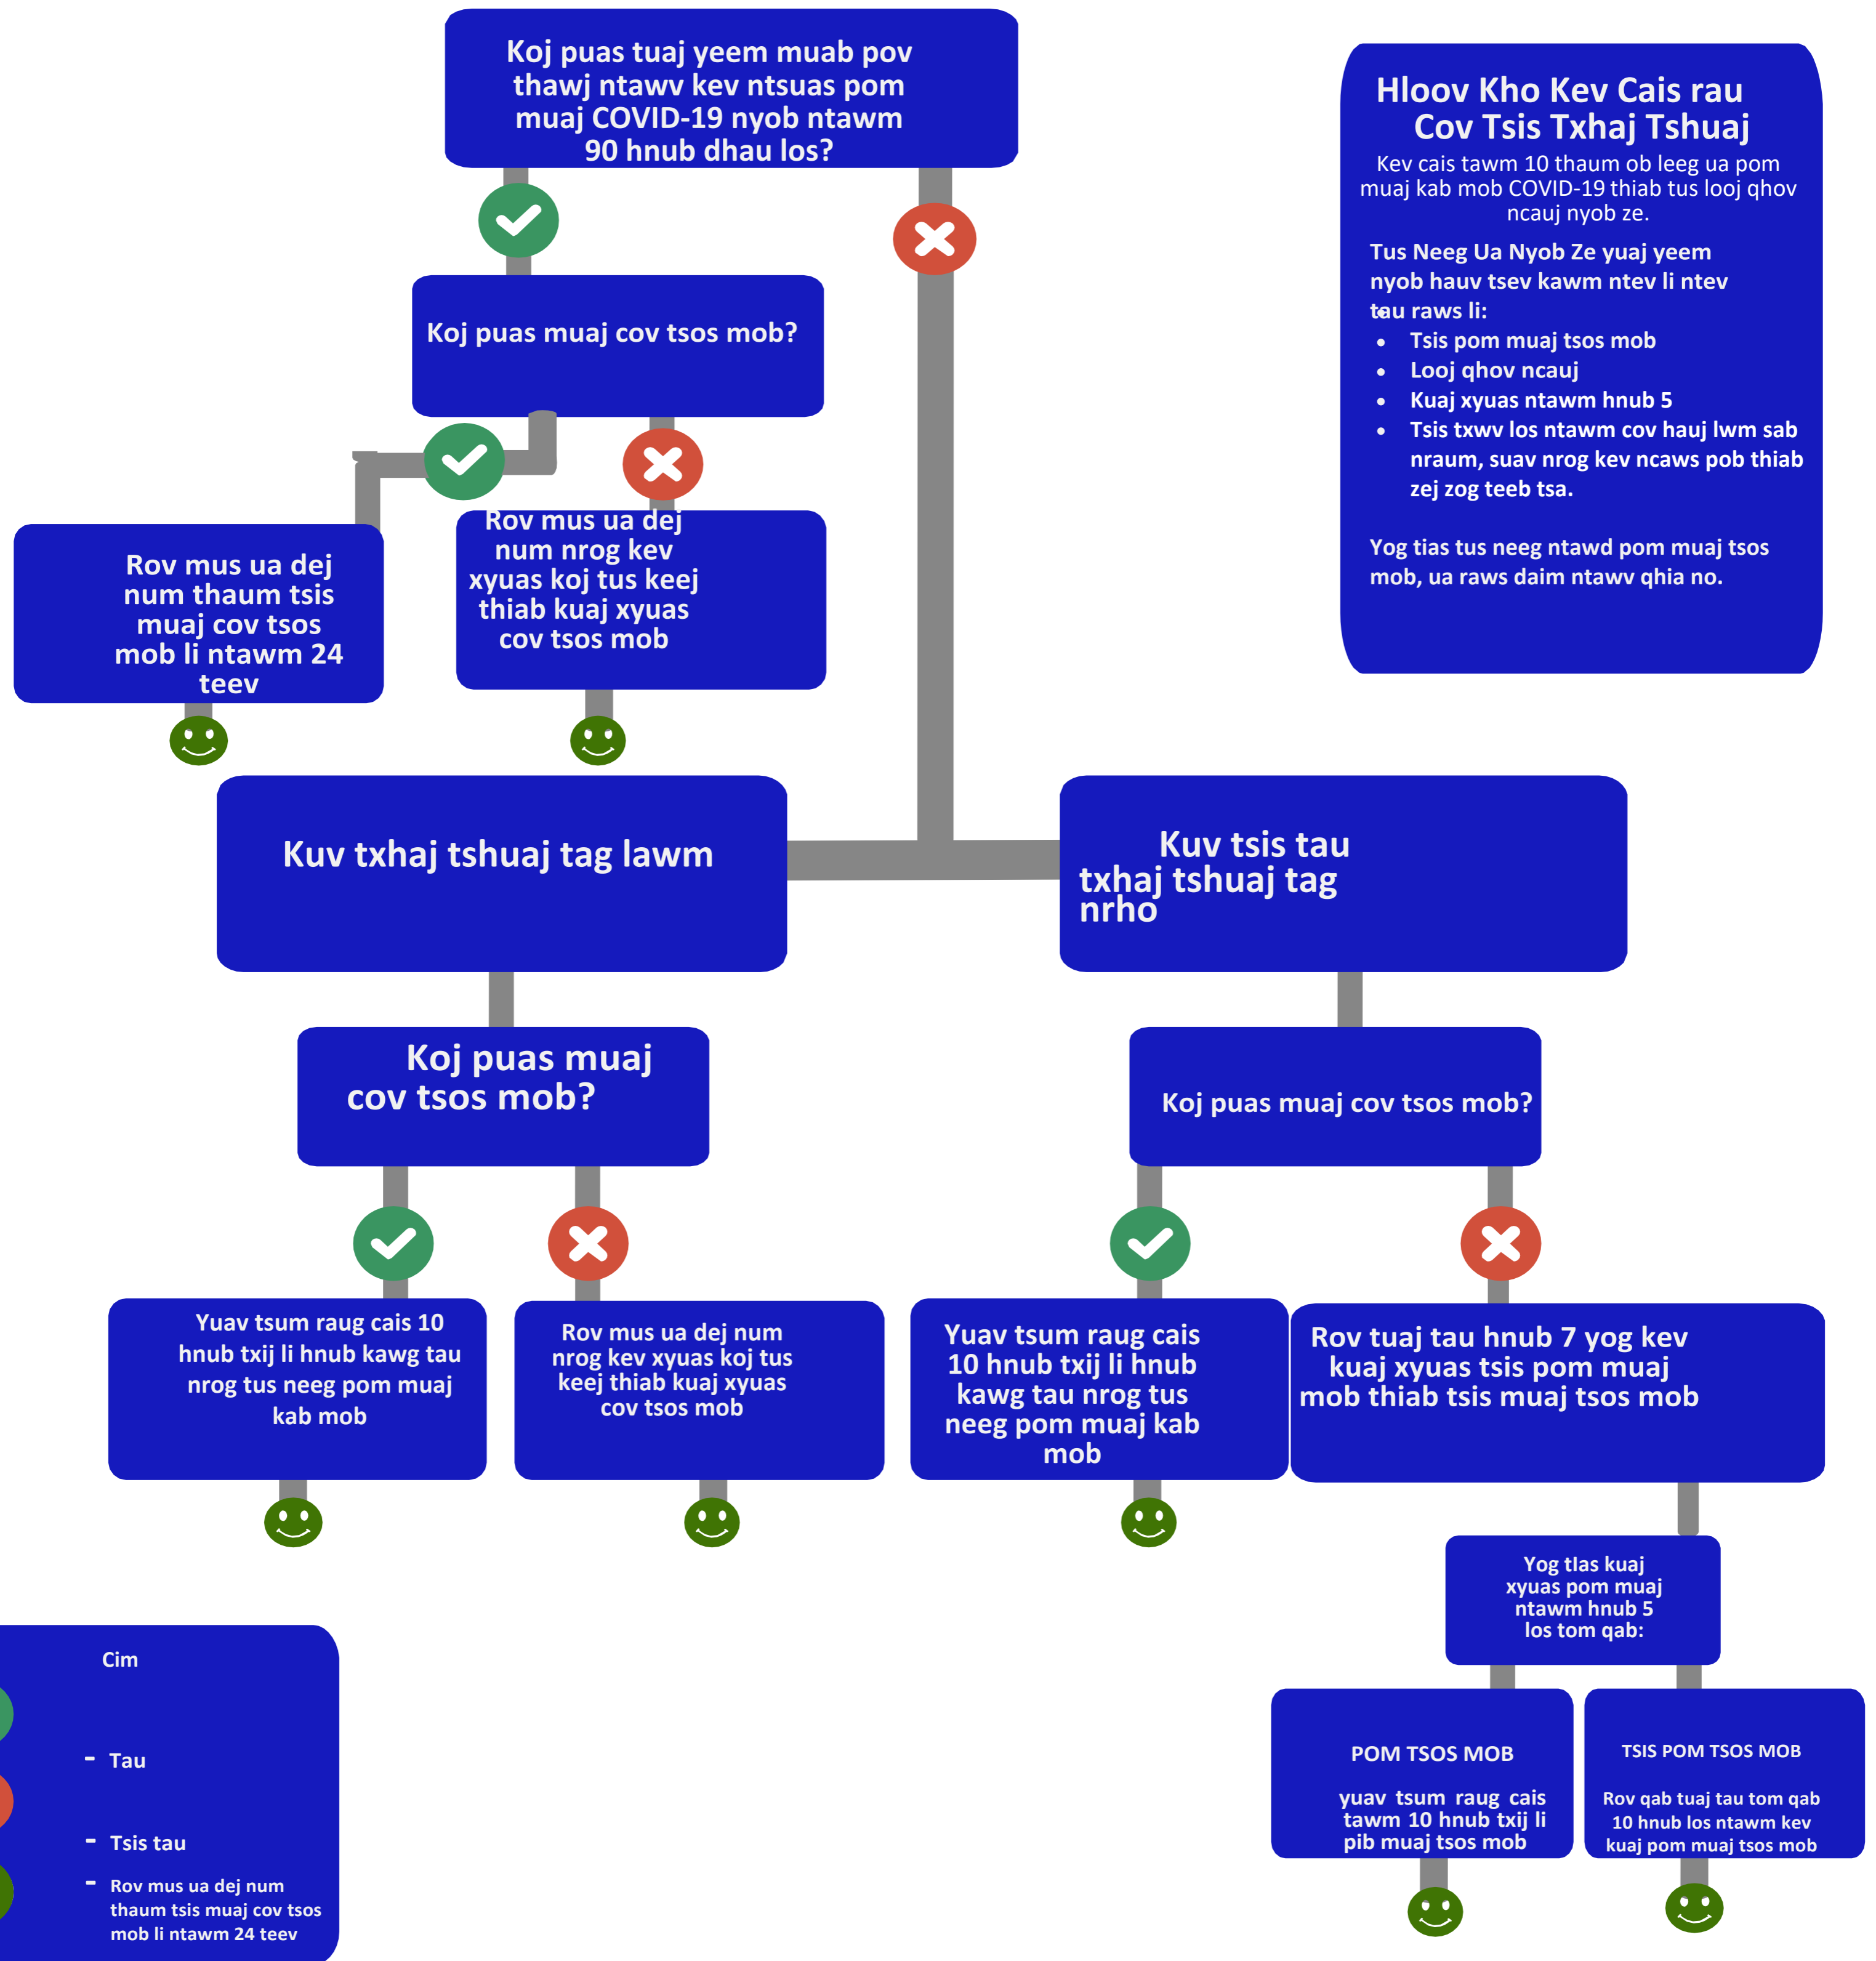 Koj puas tuaj yeem muab pov
thawj ntawv kev ntsuas pom
muaj COVID-19 nyob ntawm
90 hnub dhau los?
Hloov Kho Kev Cais rau
Cov Tsis Txhaj Tshuaj
Kev cais tawm 10 thaum ob leeg ua pom
muaj kab mob COVID-19 thiab tus looj qhov
ncauj nyob ze.
Tus Neeg Ua Nyob Ze yuaj yeem
nyob hauv tsev kawm ntev li ntev
tau raws li:
• Tsis pom muaj tsos mob
• Looj qhov ncauj
• Kuaj xyuas ntawm hnub 5
• Tsis txwv los ntawm cov hauj lwm sab
nraum, suav nrog kev ncaws pob thiab
zej zog teeb tsa.
Yog tias tus neeg ntawd pom muaj tsos
mob, ua raws daim ntawv qhia no.
Koj puas muaj cov tsos mob?
Rov mus ua dej
num thaum tsis
muaj cov tsos
mob li ntawm 24
teev
Rov mus ua dej
num nrog kev
xyuas koj tus keej
thiab kuaj xyuas
cov tsos mob
Kuv txhaj tshuaj tag lawm
Kuv tsis tau
txhaj tshuaj tag
nrho
Koj puas muaj
cov tsos mob?
Koj puas muaj cov tsos mob?
Yuav tsum raug cais 10
hnub txij li hnub kawg tau
nrog tus neeg pom muaj
kab mob
Rov mus ua dej num
nrog kev xyuas koj tus
keej thiab kuaj xyuas
cov tsos mob
Yuav tsum raug cais
10 hnub txij li hnub
kawg tau nrog tus
neeg pom muaj kab
mob
Rov tuaj tau hnub 7 yog kev
kuaj xyuas tsis pom muaj
mob thiab tsis muaj tsos mob
Yog tIas kuaj
xyuas pom muaj
ntawm hnub 5
los tom qab:
POM TSOS MOB
yuav tsum raug cais
tawm 10 hnub txij li
pib muaj tsos mob
TSIS POM TSOS MOB
Rov qab tuaj tau tom qab
10 hnub los ntawm kev
kuaj pom muaj tsos mob
Cim
- Tau
- Tsis tau
- Rov mus ua dej num
thaum tsis muaj cov tsos
mob li ntawm 24 teev